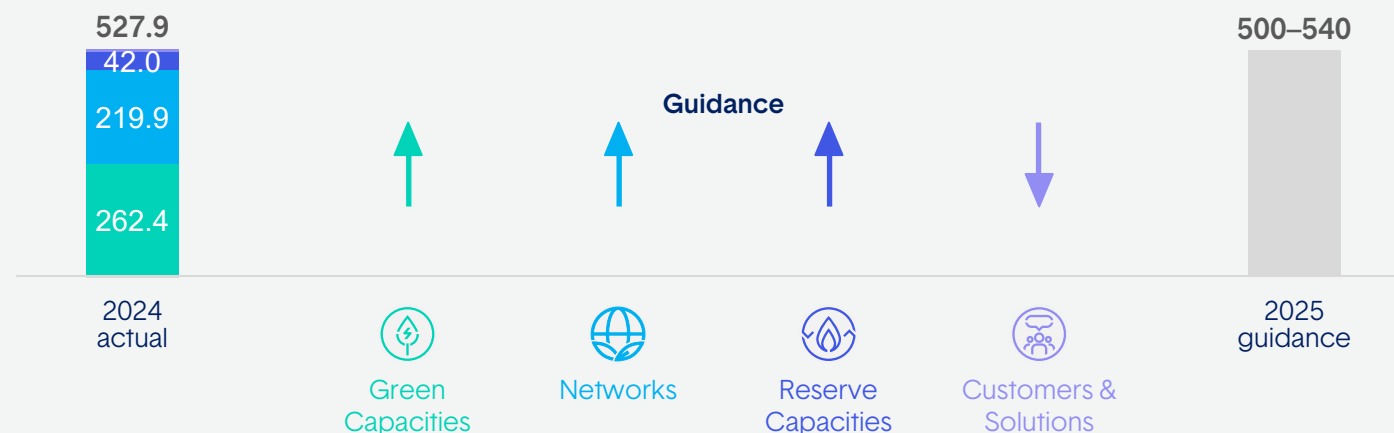 527.9
500–540
42.0
Guidance
219.9
262.4
2024
actual
2025
guidance
Green
Capacities
Networks
Reserve
Capacities
Customers &
Solutions